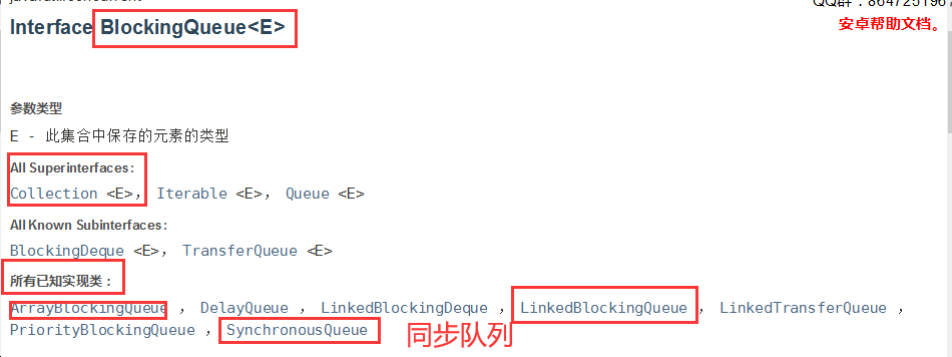 QQ群：864725196，
Interface BlockingQueue<E>
安卓帮助文档。
参数类型
E - 此集合中保存的元素的类型
All Superinterfaces:
Collection <E>， Iterable <E>， Queue <E>
All Known Subinterfaces:
BlockingDeque <E>， TransferQueue <E>
所有已知实现类：
ArrayBlockingQueue ， DelayQueue ， LinkedBlockingDeque ， LinkedBlockingQueue ， LinkedTransferQueue ，
PriorityBlockingQueue ，SynchronousQueue 同步队列